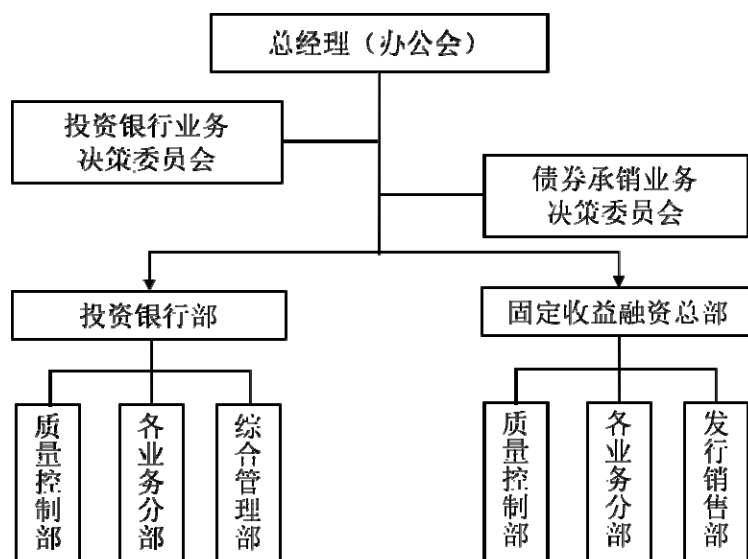 总经理（办公会）
投资银行业务
决策委员会
债券承销业务
决策委员会
投资银行部
固定收益融资总部
质量控制部
各业务分部
综合管理部
质量控制部
各业务分部
发行销售部